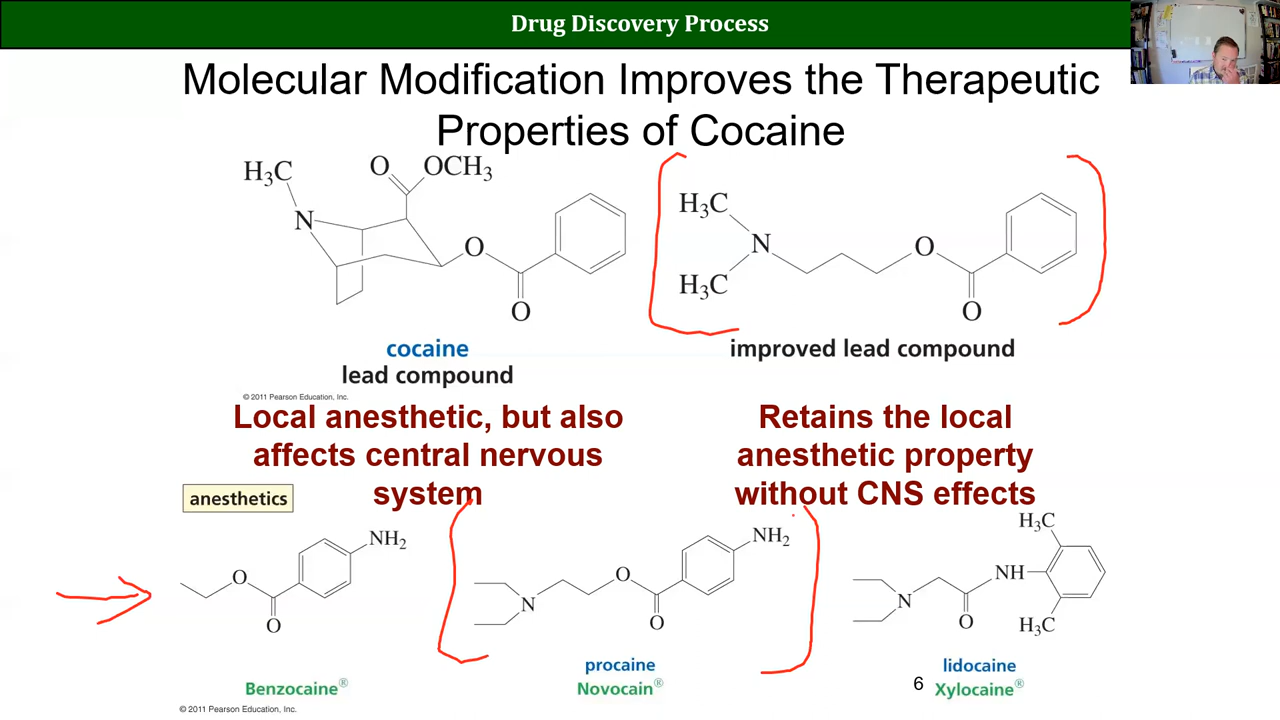 Drug Discovery Process
Molecular Modification Improves the Therapeutic
Properties of Cocaine
H₃C
O
OCH₃
N
O
O
H₃C
N
H₃C
O
O
cocaine
lead compound
improved lead compound
© 2011 Pearson Education, Inc.
Local anesthetic, but also
affects central nervous
system
Retains the local
anesthetic property
without CNS effects
anesthetics
O
NH₂
O
N
O
NH₂
O
N
O
NH
H₃C
H₃C
Benzocaine®
procaine
Novocain®
lidocaine
Xylocaine®
6
© 2011 Pearson Education, Inc.